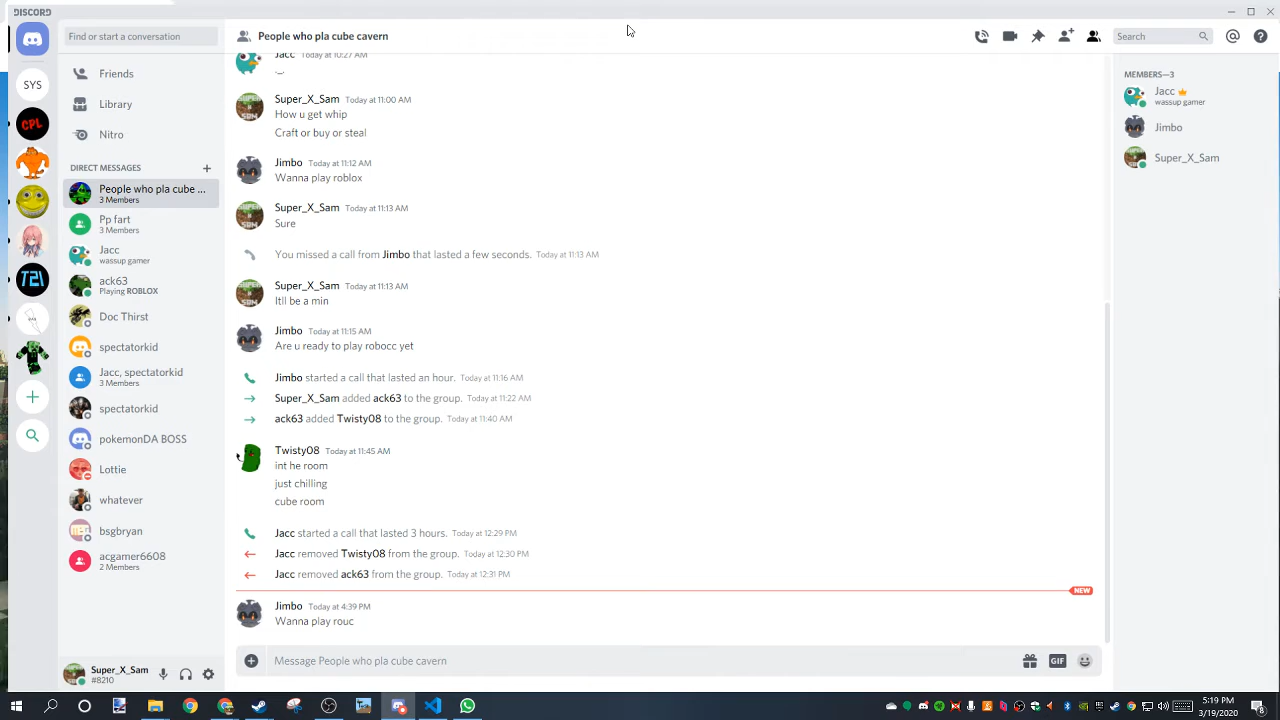 DISCORD
Find or start a conversation
People who pla cube cavern
Search
SYS
CPL
T21
Friends
Library
Nitro
DIRECT MESSAGES
People who pla cube ...
3 Members
Pp fart
3 Members
Jacc
wassup gamer
ack63
Playing ROBLOX
Doc Thirst
spectatorkid
Jacc, spectatorkid
3 Members
spectatorkid
pokemonDA BOSS
Lottie
whatever
bsgbryan
acgamer6608
2 Members
Super_X_Sam
#8210
Jacc Today at 10:27 AM
._.
Super_X_Sam Today at 11:00 AM
How u get whip
Craft or buy or steal
Jimbo Today at 11:12 AM
Wanna play roblox
Super_X_Sam Today at 11:13 AM
Sure
You missed a call from Jimbo that lasted a few seconds. Today at 11:13 AM
Super_X_Sam Today at 11:13 AM
Itll be a min
Jimbo Today at 11:15 AM
Are u ready to play robocc yet
Jimbo started a call that lasted an hour. Today at 11:16 AM
Super_X_Sam added ack63 to the group. Today at 11:22 AM
ack63 added Twisty08 to the group. Today at 11:40 AM
Twisty08 Today at 11:45 AM
int he room
just chilling
cube room
Jacc started a call that lasted 3 hours. Today at 12:29 PM
Jacc removed Twisty08 from the group. Today at 12:30 PM
Jacc removed ack63 from the group. Today at 12:31 PM
NEW
Jimbo Today at 4:39 PM
Wanna play rouc
Message People who pla cube cavern
GIF
MEMBERS—3
Jacc
wassup gamer
Jimbo
Super_X_Sam
5:19 PM
3/19/2020